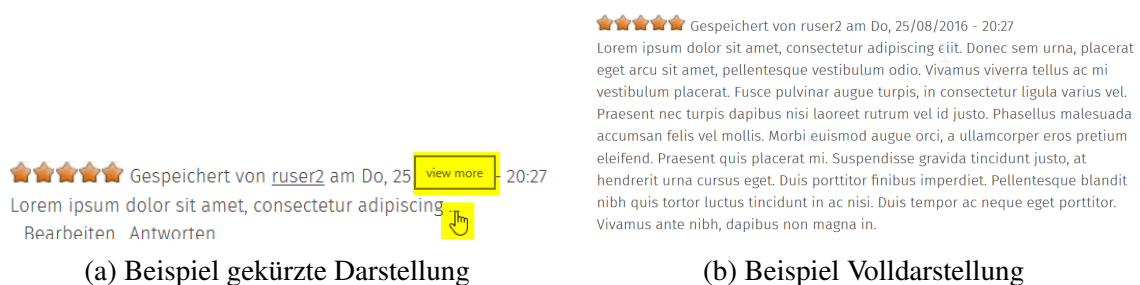 Gespeichert von ruser2 am Do, 25 view more - 20:27
Lorem ipsum dolor sit amet, consectetur adipiscing
Bearbeiten Antworten
(a) Beispiel gekürzte Darstellung
Gespeichert von ruser2 am Do, 25/08/2016 - 20:27
Lorem ipsum dolor sit amet, consectetur adipiscing elit. Donec sem urna, placerat
eget arcu sit amet, pellentesque vestibulum odio. Vivamus viverra tellus ac mi
vestibulum placerat. Fusce pulvinar augue turpis, in consectetur ligula varius vel.
Praesent nec turpis dapibus nisi laoreet rutrum vel id justo. Phasellus malesuada
accumsan felis vel mollis. Morbi euismod augue orci, a ullamcorper eros pretium
eleifend. Praesent quis placerat mi. Suspendisse gravida tincidunt justo, at
hendrerit urna cursus eget. Duis porttitor finibus imperdiet. Pellentesque blandit
nibh quis tortor luctus tincidunt in ac nisi. Duis tempor ac neque eget porttitor.
Vivamus ante nibh, dapibus non magna in.
(b) Beispiel Volldarstellung